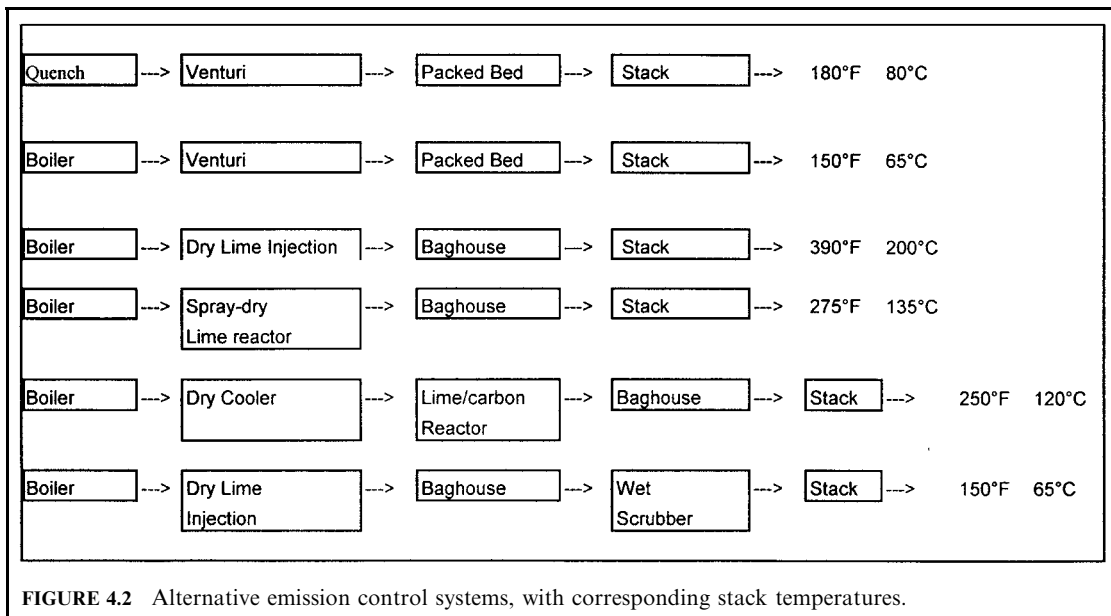 Quench ---> Venturi ---> Packed Bed ---> Stack ---> 180°F 80°C
Boiler ---> Venturi ---> Packed Bed ---> Stack ---> 150°F 65°C
Boiler ---> Dry Lime Injection ---> Baghouse ---> Stack ---> 390°F 200°C
Boiler ---> Spray-dry ---> Baghouse ---> Stack ---> 275°F 135°C
Lime reactor
Boiler ---> Dry Cooler ---> Lime/carbon ---> Baghouse ---> Stack ---> 250°F 120°C
Reactor
Boiler ---> Dry Lime ---> Baghouse ---> Wet ---> Stack ---> 150°F 65°C
Injection Scrubber
FIGURE 4.2 Alternative emission control systems, with corresponding stack temperatures.